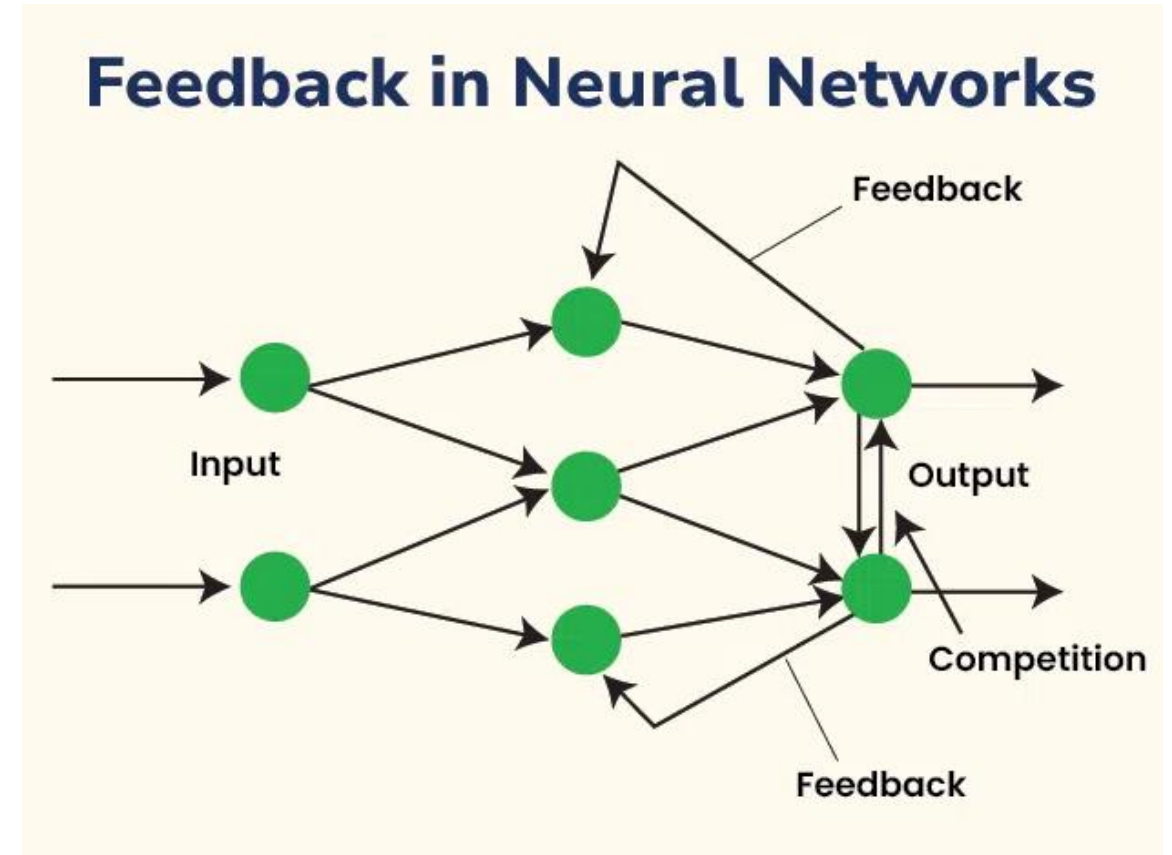 Feedback in Neural Networks
Feedback
Input
Output
Competition
Feedback